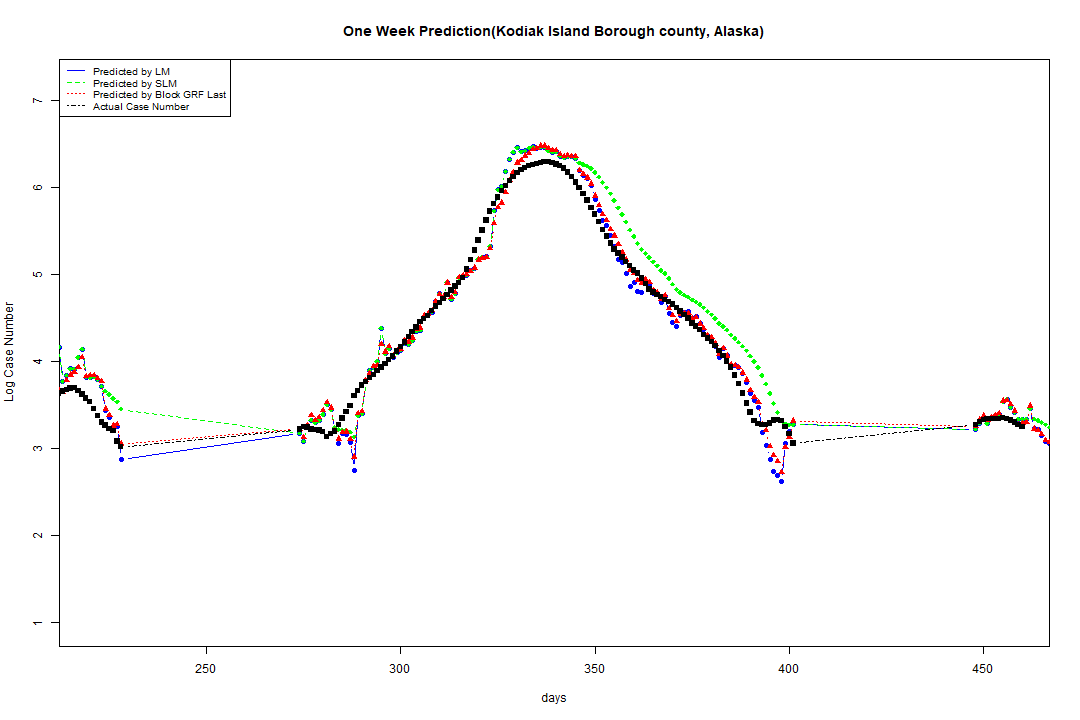 One Week Prediction(Kodiak Island Borough county, Alaska)
Predicted by LM
Predicted by SLM
Predicted by Block GRF Last
Actual Case Number
Log Case Number
7
6
5
4
3
2
1
250 300 350 400 450
days